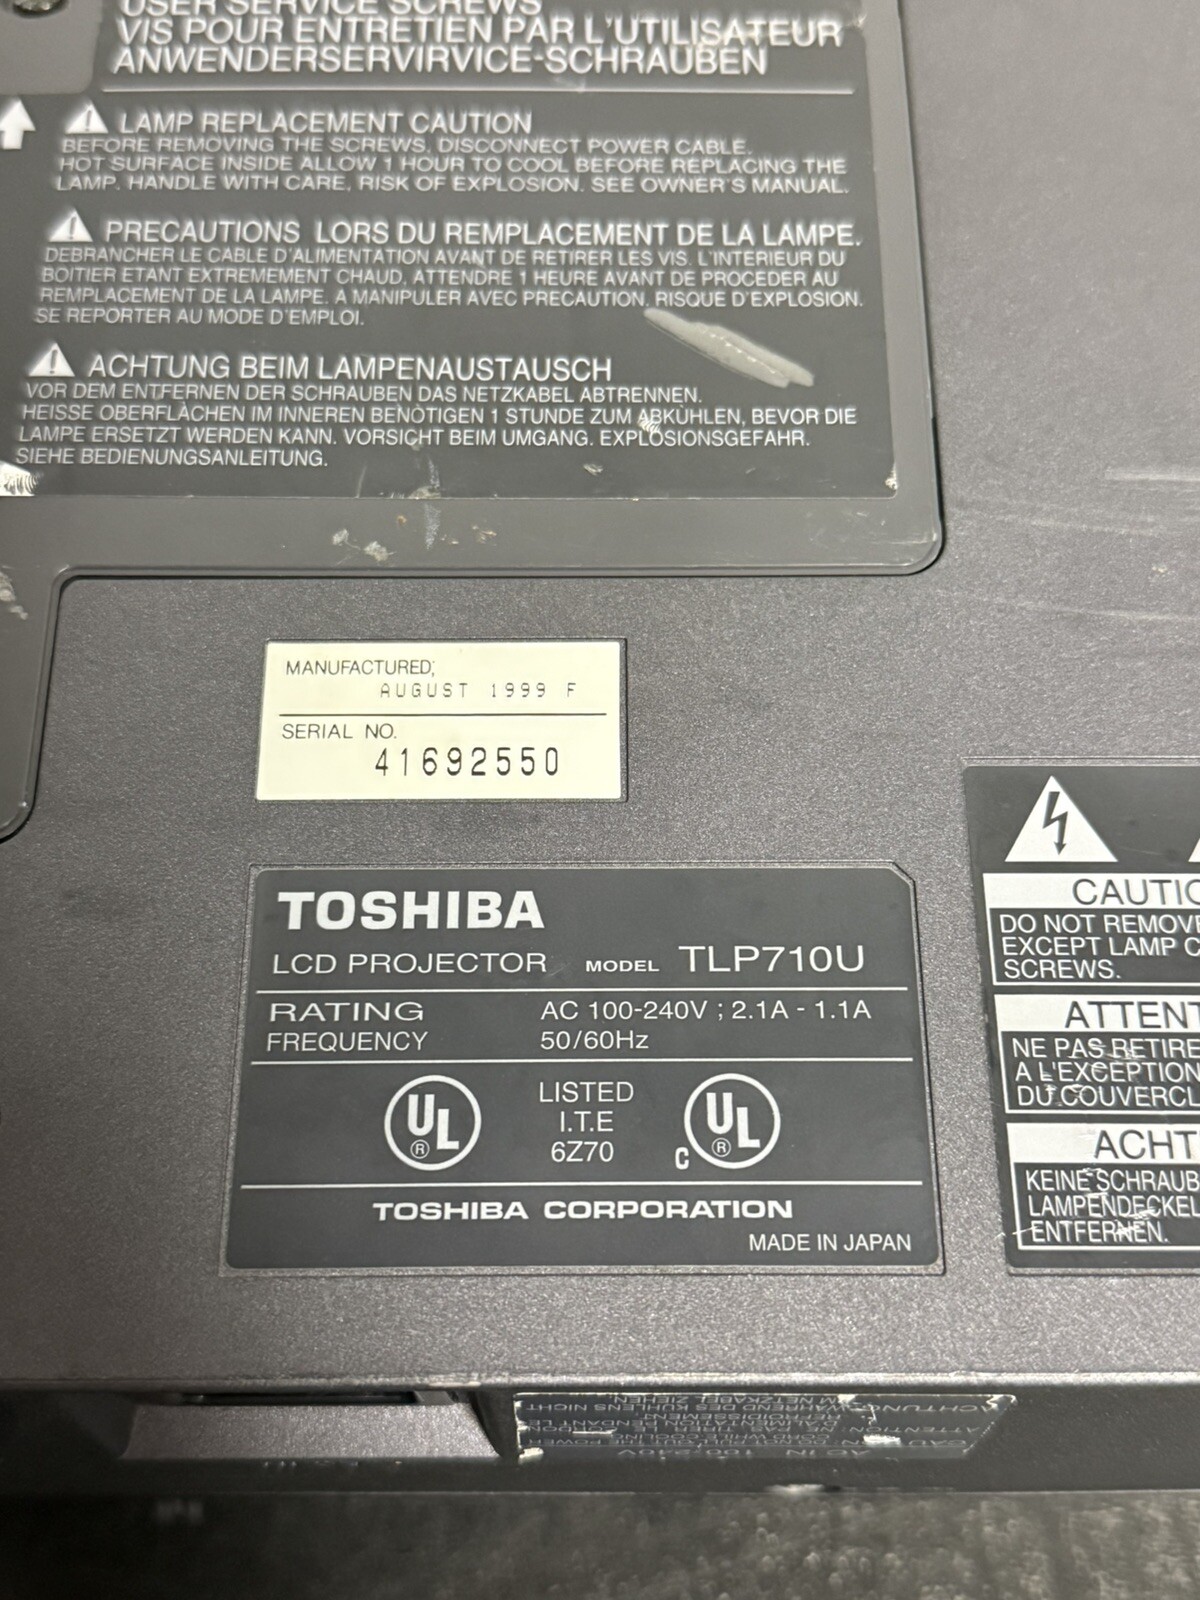 USER SERVICE SCREWS
VIS POUR ENTRETIEN PAR L'UTILISATEUR
ANWENDERSERVIRVICE-SCHRAUBEN
LAMP REPLACEMENT CAUTION
BEFORE REMOVING THE SCREWS, DISCONNECT POWER CABLE.
HOT SURFACE INSIDE ALLOW 1 HOUR TO COOL BEFORE REPLACING THE
LAMP. HANDLE WITH CARE, RISK OF EXPLOSION. SEE OWNER'S MANUAL.
PRECAUTIONS LORS DU REMPLACEMENT DE LA LAMPE.
DEBRANCHER LE CABLE D'ALIMENTATION AVANT DE RETIRER LES VIS. L'INTERIEUR DU
BOITIER ETANT EXTREMEMENT CHAUD, ATTENDRE 1 HEURE AVANT DE PROCEDER AU
REMPLACEMENT DE LA LAMPE. A MANIPULER AVEC PRECAUTION. RISQUE D'EXPLOSION.
SE REPORTER AU MODE D'EMPLOI.
ACHTUNG BEIM LAMPENAUSTAUSCH
VOR DEM ENTFERNEN DER SCHRAUBEN DAS NETZKABEL ABTRENNEN.
HEISSE OBERFLÄCHEN IM INNEREN BENÖTIGEN 1 STUNDE ZUM ABKÜHLEN, BEVOR DIE
LAMPE ERSETZT WERDEN KANN. VORSICHT BEIM UMGANG. EXPLOSIONSGEFAHR.
SIEHE BEDIENUNGSANLEITUNG.
MANUFACTURED;
AUGUST 1999 F
SERIAL NO.
41692550
TOSHIBA
LCD PROJECTOR MODEL TLP710U
RATING AC 100-240V ; 2.1A - 1.1A
FREQUENCY 50/60Hz
UL ® LISTED I.T.E 6Z70 C UL ®
TOSHIBA CORPORATION
MADE IN JAPAN
CAUTIO
DO NOT REMOVE
EXCEPT LAMP C
SCREWS.
ATTENT
NE PAS RETIRE
A L'EXCEPTION
DU COUVERCL
ACHT
KEINE SCHRAUB
LAMPENDECKEL
ENTFERNEN.
AC IN 100-240V